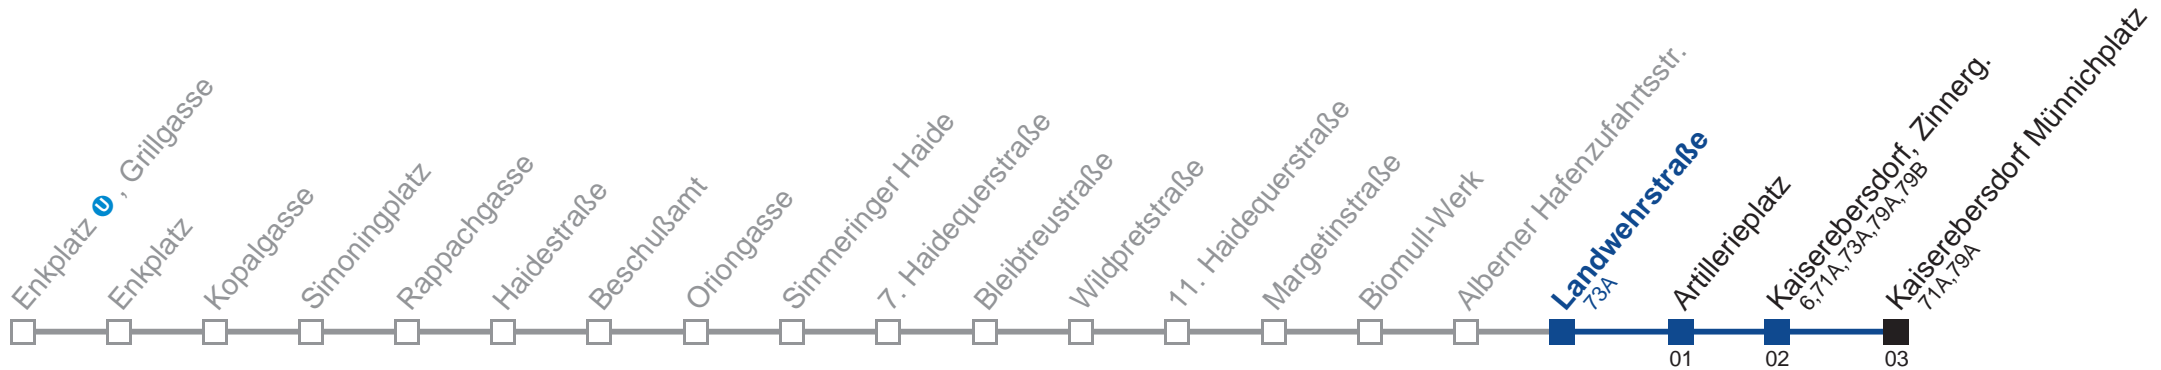 Enkplatz U, Grillgasse
Enkplatz
Kopalgasse
Simoningplatz
Rappachgasse
Haidestraße
Beschußamt
Oriongasse
Simmeringer Haide
7. Haidequerstraße
Bleibtreustraße
Wildpretstraße
11. Haidequerstraße
Margetinstraße
Biomull-Werk
Alberner Hafenzufahrtsstr.
Landwehrstraße
73A
Artillerieplatz
Kaiserebersdorf, Zinnerg.
6,71A,73A,79A,79B
Kaiserebersdorf Münnichplatz
71A,79A
01
02
03